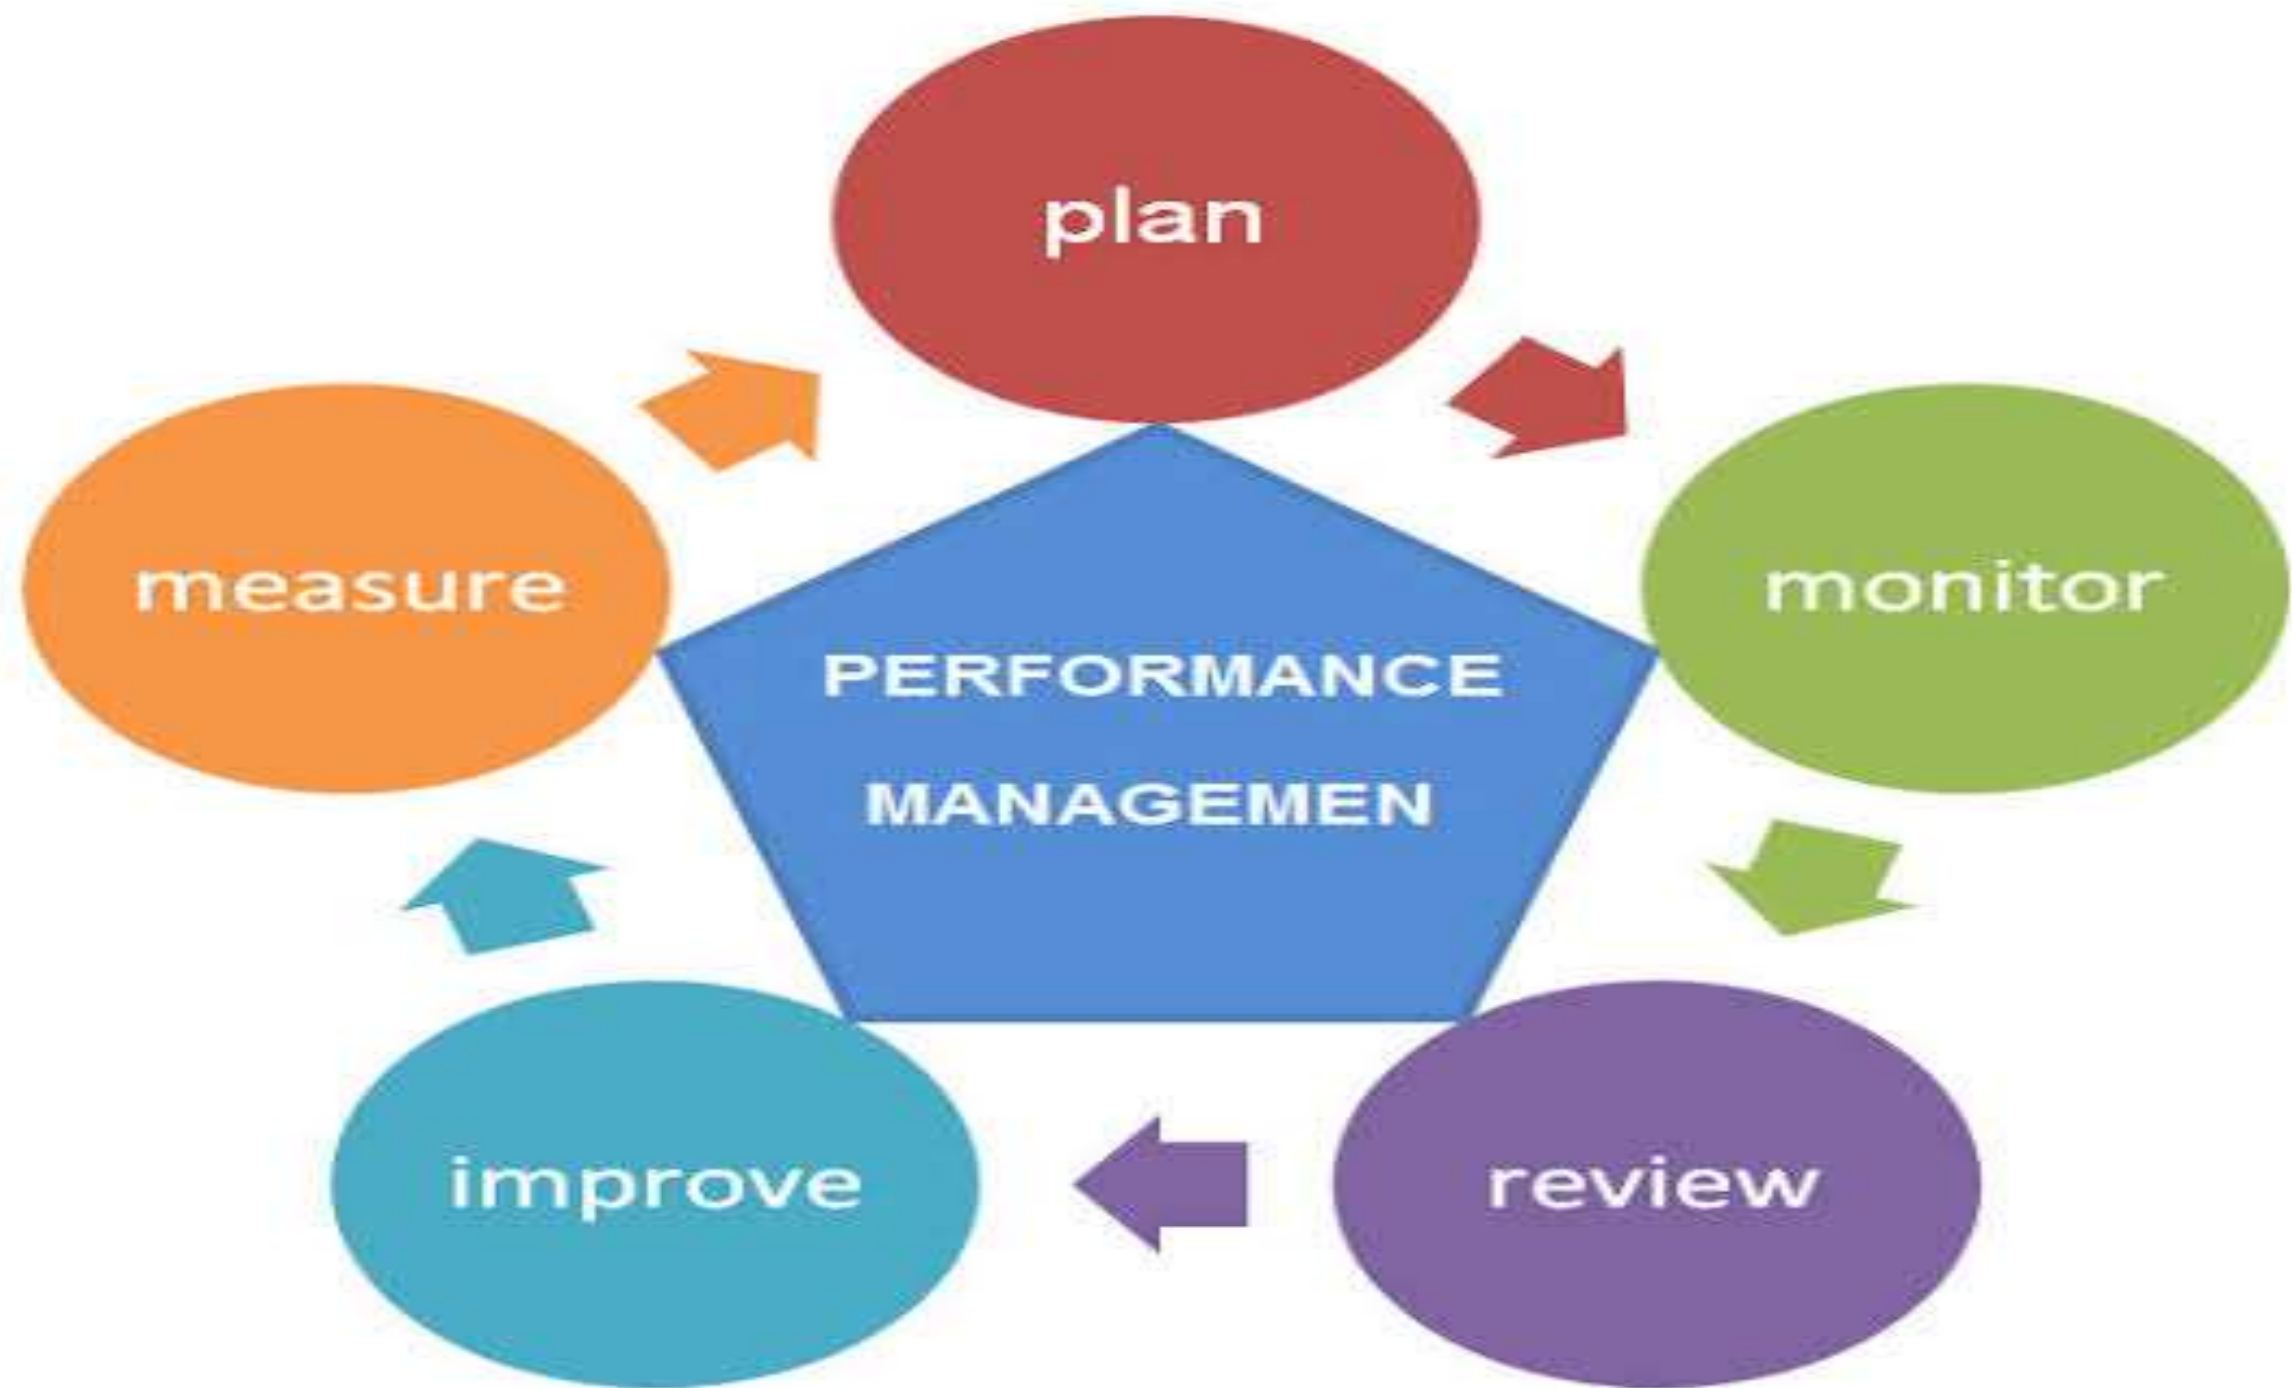 plan
measure
monitor
PERFORMANCE
MANAGEMEN
improve
review